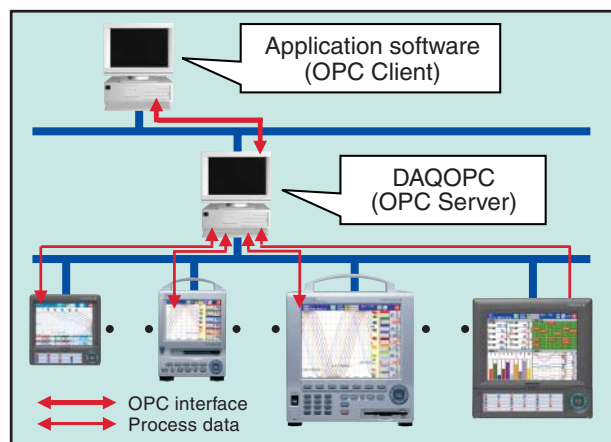 Application software
(OPC Client)
DAQOPC
(OPC Server)
OPC interface
Process data